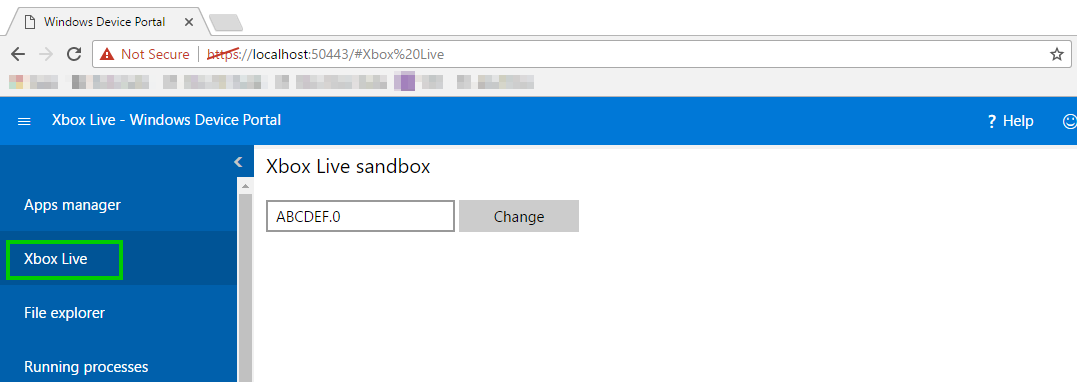 Windows Device Portal
Not Secure https://localhost:50443/#Xbox%20Live
Xbox Live - Windows Device Portal
? Help
Apps manager
Xbox Live
File explorer
Running processes
Xbox Live sandbox
ABCDEF.0
Change